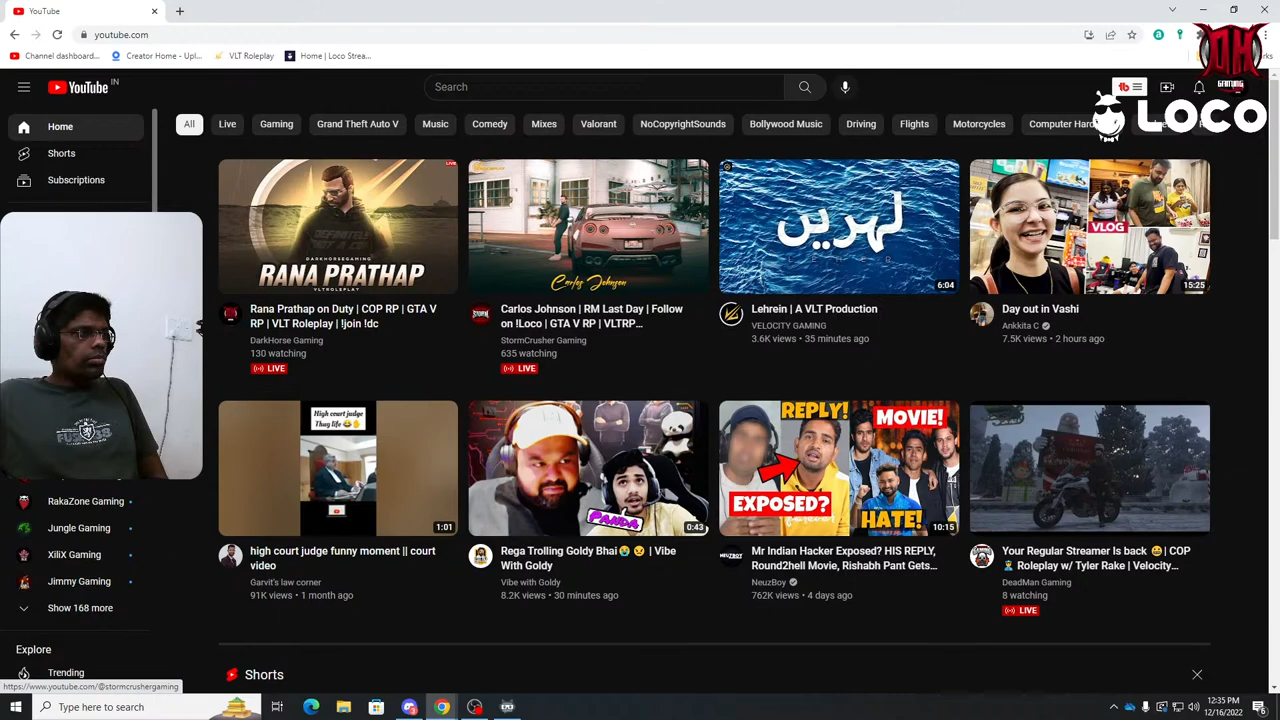 YouTube
youtube.com
Channel dashboard...
Creator Home - Upl...
VLT Roleplay
Home | Loco Strea...
YouTube IN
Search
LOCO
Home
Shorts
Subscriptions
All
Live
Gaming
Grand Theft Auto V
Music
Comedy
Mixes
Valorant
NoCopyrightSounds
Bollywood Music
Driving
Flights
Motorcycles
LIVE
DEFINITELY
NOT A COP
DARKHORSEGAMING
RANA PRATHAP
VLTROLEPLAY
Carlos Johnson
لهریں
6:04
VLOG
15:25
Rana Prathap on Duty | COP RP | GTA V
RP | VLT Roleplay | !join !dc
DarkHorse Gaming
130 watching
LIVE
Carlos Johnson | RM Last Day | Follow
on !Loco | GTA V RP | VLTRP...
StormCrusher Gaming
635 watching
LIVE
Lehrein | A VLT Production
VELOCITY GAMING
3.6K views • 35 minutes ago
Day out in Vashi
Ankkita C
7.5K views • 2 hours ago
High court judge
Thug life
1:01
PANDA
0:43
REPLY!
MOVIE!
EXPOSED?
HATE!
10:15
high court judge funny moment || court
video
Garvit's law corner
91K views • 1 month ago
Rega Trolling Goldy Bhai😭😣 | Vibe
With Goldy
Vibe with Goldy
8.2K views • 30 minutes ago
Mr Indian Hacker Exposed? HIS REPLY,
Round2hell Movie, Rishabh Pant Gets...
NeuzBoy
762K views • 4 days ago
Your Regular Streamer Is back 😄 | COP
👮‍♂️ Roleplay w/ Tyler Rake | Velocity...
DeadMan Gaming
8 watching
LIVE
RakaZone Gaming
Jungle Gaming
XiliX Gaming
Jimmy Gaming
Show 168 more
Explore
Trending
Shorts
https://www.youtube.com/@stormcrushergaming
Type here to search
12:35 PM
12/16/2022